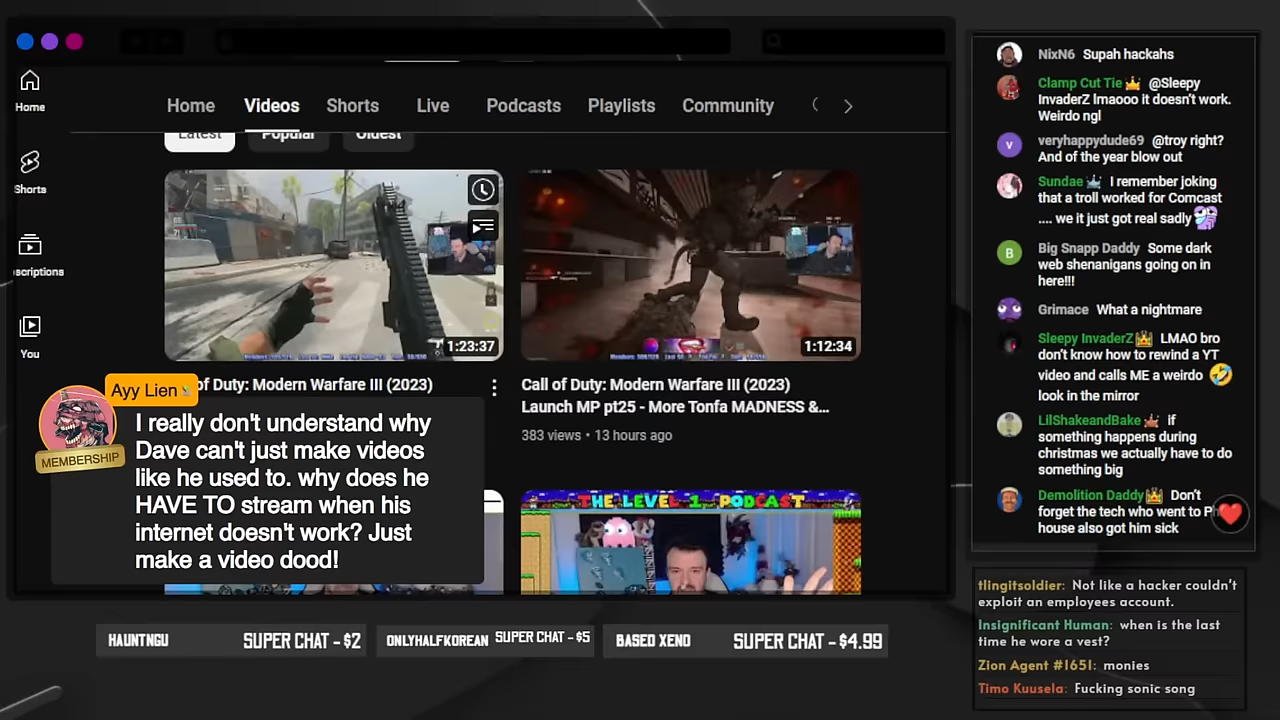 Home
Shorts
scriptions
You
Home Videos Shorts Live Podcasts Playlists Community
Latest Popular Oldest
1:23:37
1:12:34
of Duty: Modern Warfare III (2023)
Call of Duty: Modern Warfare III (2023)
Launch MP pt25 - More Tonfa MADNESS &...
383 views • 13 hours ago
THE LEVEL 1 PODCAST
Ayy Lien
MEMBERSHIP
I really don't understand why
Dave can't just make videos
like he used to. why does he
HAVE TO stream when his
internet doesn't work? Just
make a video dood!
HAUNTNGU SUPER CHAT - $2
ONLYHALFKOREAN SUPER CHAT - $5
BASED XEND SUPER CHAT - $4.99
NixN6 Supah hackahs
Clamp Cut Tie @Sleepy
InvaderZ lmaooo it doesn't work.
Weirdo ngl
veryhappydude69 @troy right?
And of the year blow out
Sundae I remember joking
that a troll worked for Comcast
.... we it just got real sadly
Big Snapp Daddy Some dark
web shenanigans going on in
here!!!
Grimace What a nightmare
Sleepy InvaderZ LMAO bro
don't know how to rewind a YT
video and calls ME a weirdo 🤣
look in the mirror
LilShakeandBake if
something happens during
christmas we actually have to do
something big
Demolition Daddy Don't
forget the tech who went to P
house also got him sick
tlingitsoldier: Not like a hacker couldn't
exploit an employees account.
Insignificant Human: when is the last
time he wore a vest?
Zion Agent #1651: monies
Timo Kuusela: Fucking sonic song